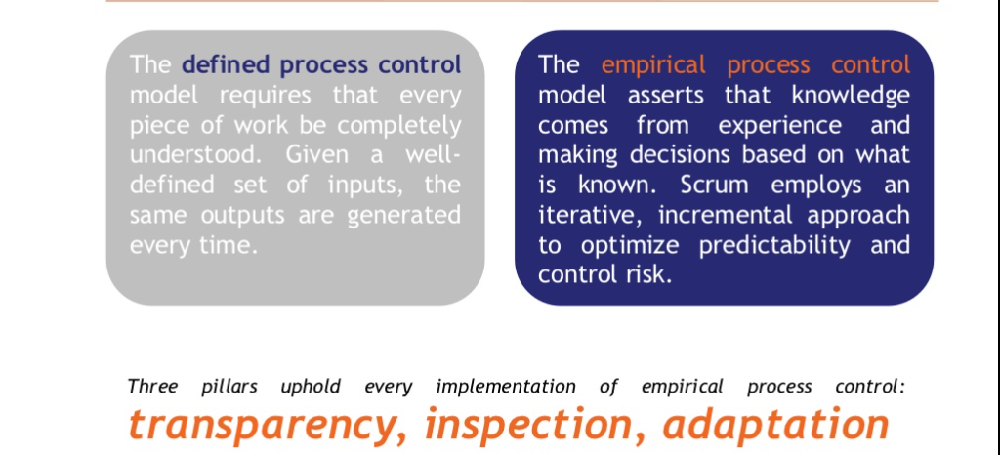 The defined process control
model requires that every
piece of work be completely
understood. Given a well-
defined set of inputs, the
same outputs are generated
every time.
The empirical process control
model asserts that knowledge
comes from experience and
making decisions based on what
is known. Scrum employs an
iterative, incremental approach
to optimize predictability and
control risk.
Three pillars uphold every implementation of empirical process control:
transparency, inspection, adaptation